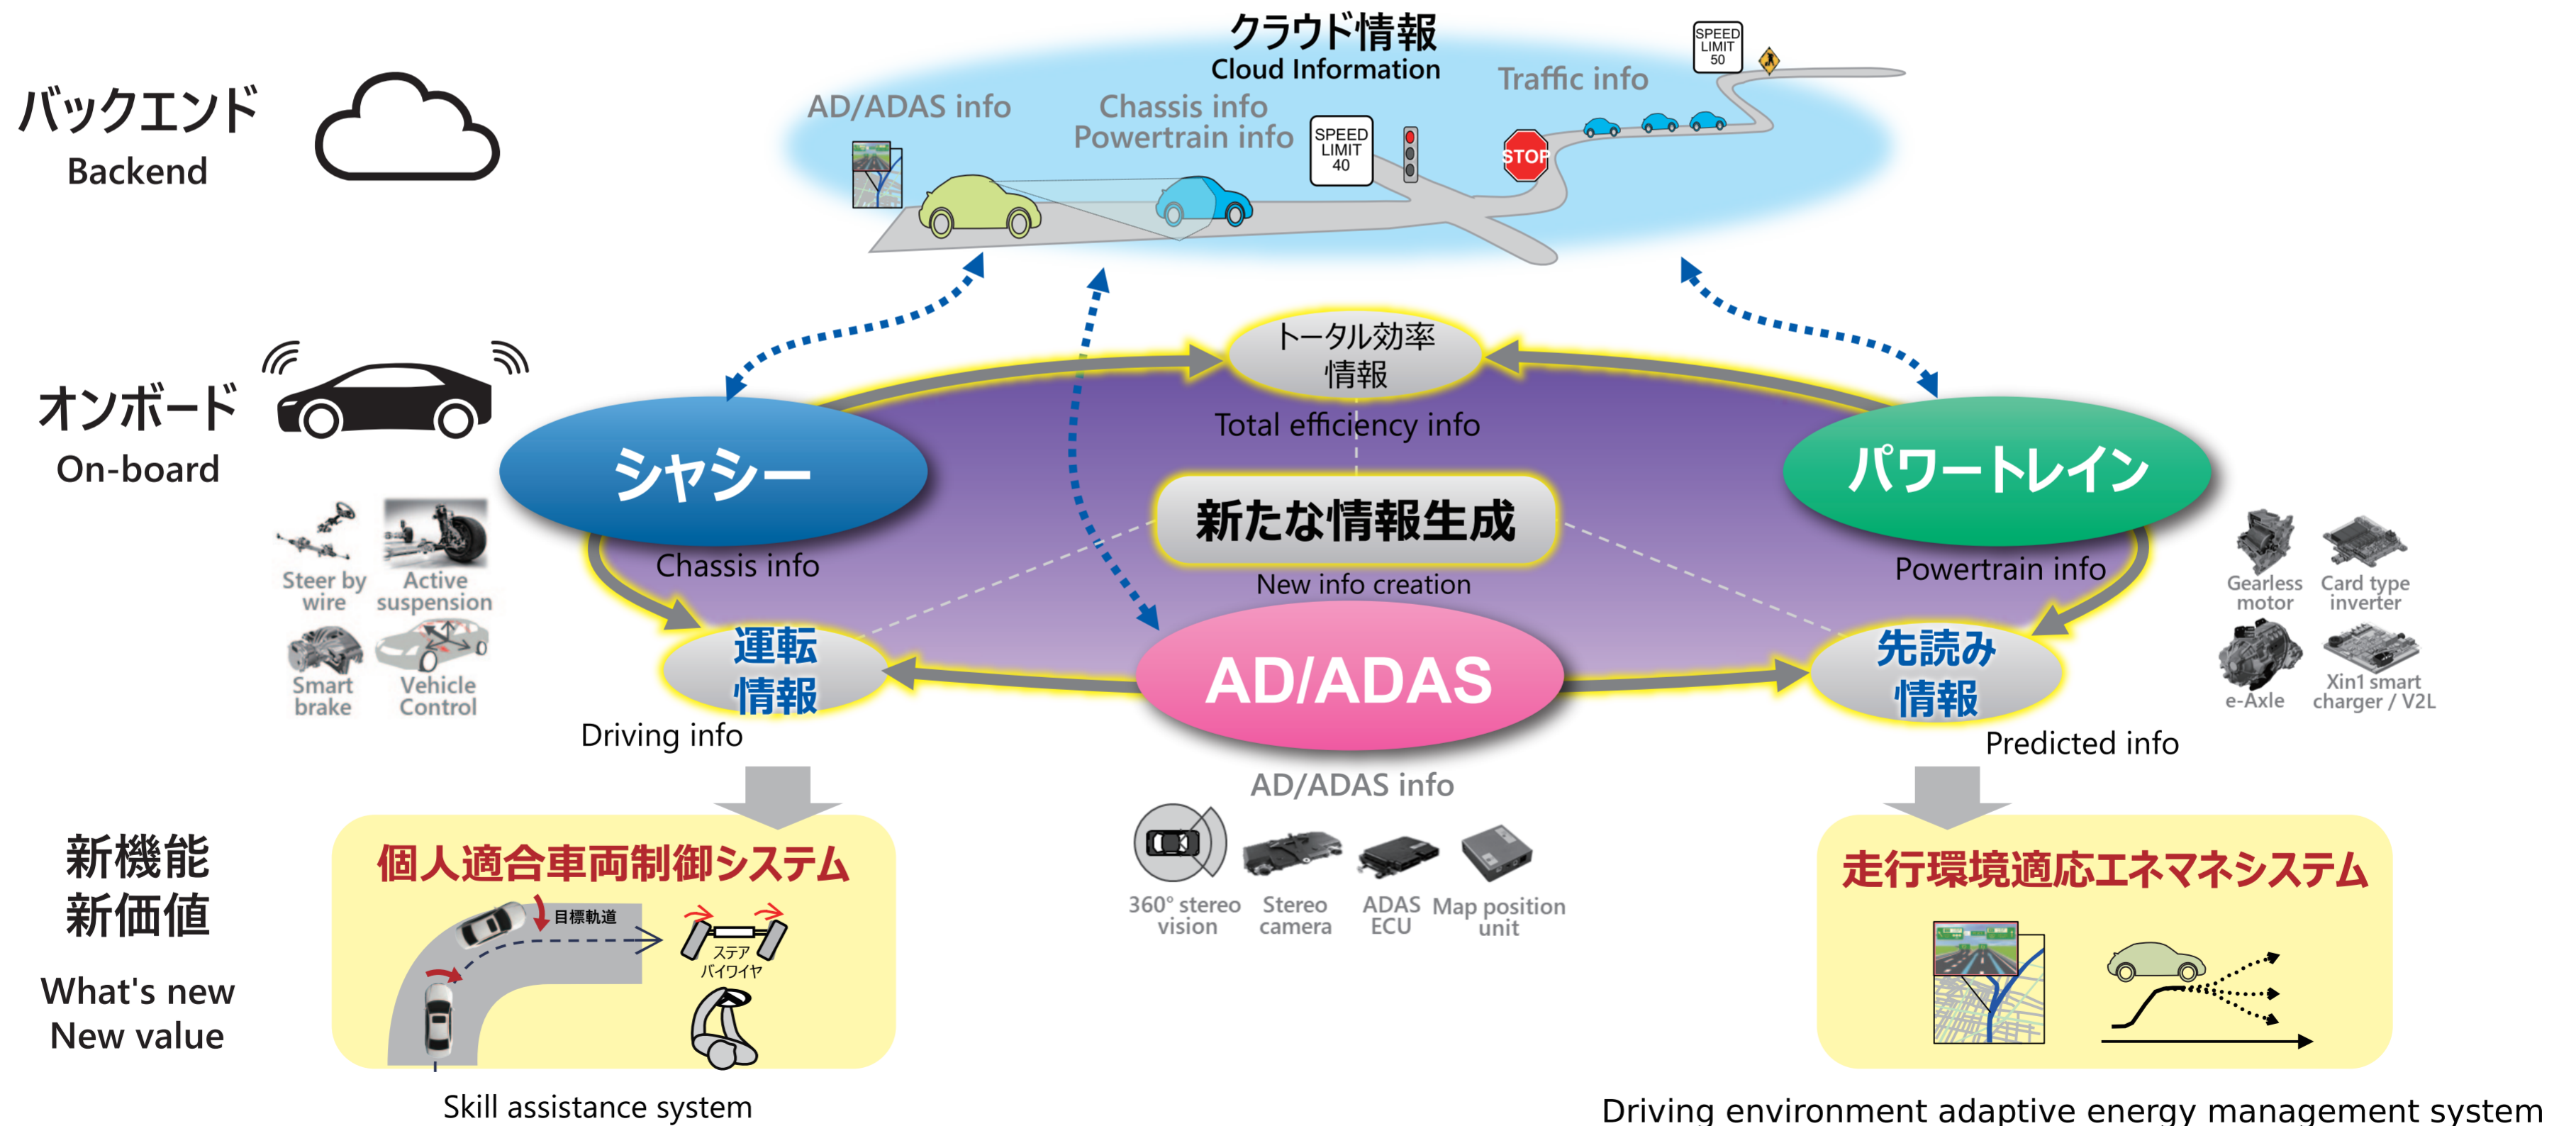 クラウド情報
Cloud Information
バックエンド
Backend
AD/ADAS info
Chassis info
Powertrain info
Traffic info
SPEED
LIMIT
40
STOP
SPEED
LIMIT
50
オンボード
On-board
トータル効率
情報
Total efficiency info
シャシー
Chassis info
パワートレイン
Powertrain info
新たな情報生成
New info creation
AD/ADAS
AD/ADAS info
運転
情報
Driving info
先読み
情報
Predicted info
Steer by
wire
Active
suspension
Smart
brake
Vehicle
Control
Gearless
motor
Card type
inverter
e-Axle
Xin1 smart
charger / V2L
360° stereo
vision
Stereo
camera
ADAS
ECU
Map position
unit
新機能
新価値
What's new
New value
個人適合車両制御システム
目標軌道
ステア
バイワイヤ
Skill assistance system
走行環境適応エネマネシステム
Driving environment adaptive energy management system